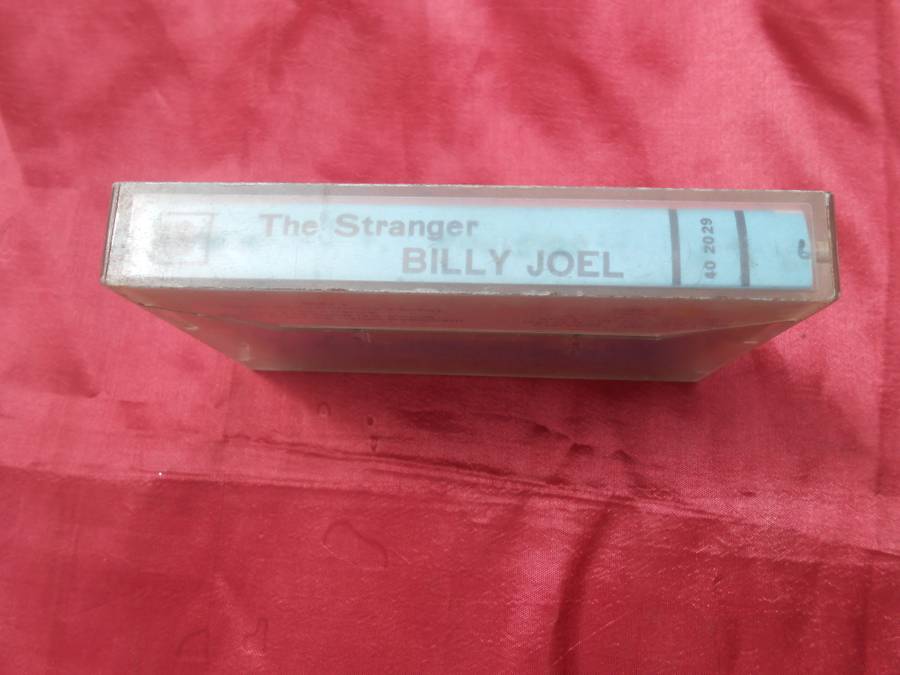 The Stranger
BILLY JOEL
40 2029